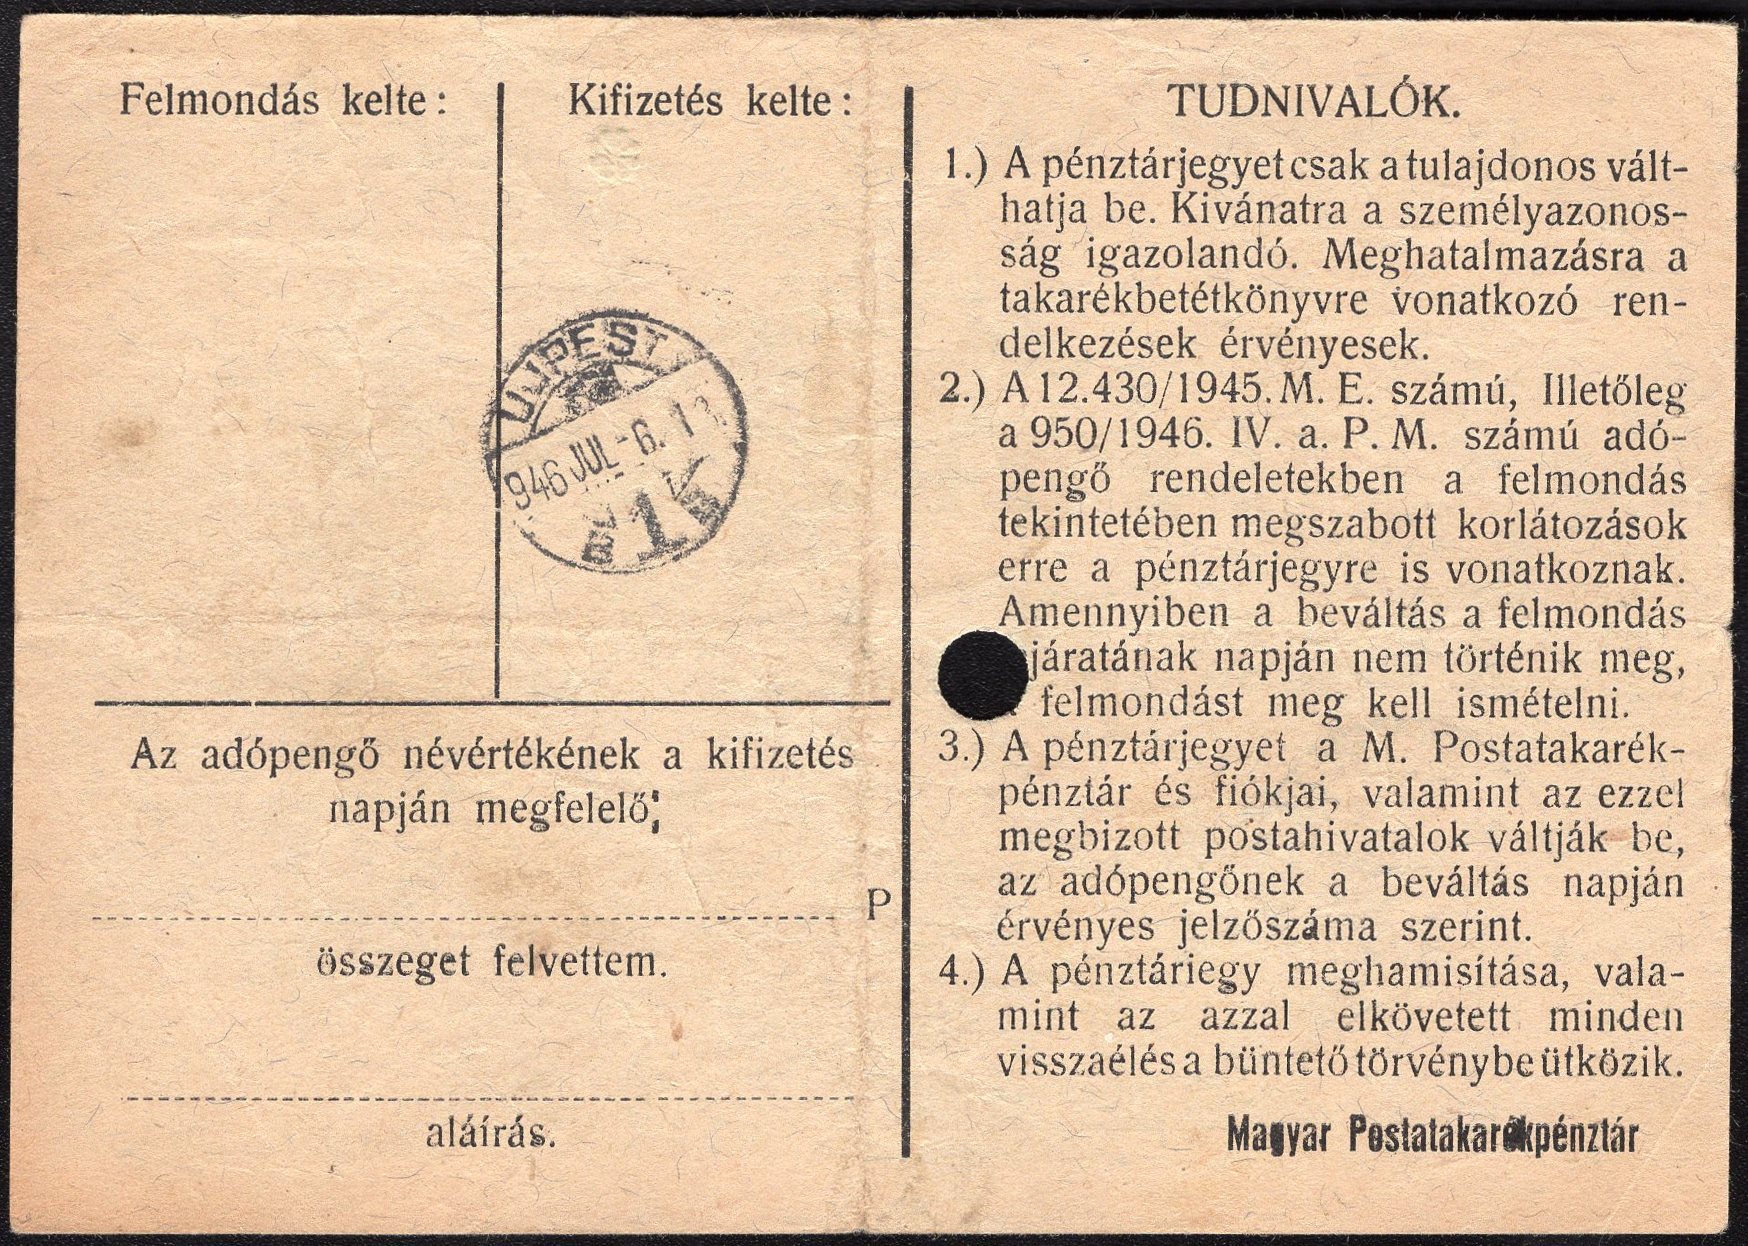 Felmondás kelte:
Kifizetés kelte:
UJPEST
946 JUL -6. 1
1
Az adópengő névértékének a kifizetés
napján megfelelő
P
összeget felvettem.
aláírás.
TUDNIVALÓK.
1.) A pénztárjegyet csak a tulajdonos vált-
hatja be. Kivánatra a személyazonos-
ság igazolandó. Meghatalmazásra a
takarékbetétkönyvre vonatkozó ren-
delkezések érvényesek.
2.) A 12.430/1945. M. E. számú, Illetőleg
a 950/1946. IV. a. P. M. számú adó-
pengő rendeletekben a felmondás
tekintetében megszabott korlátozások
erre a pénztárjegyre is vonatkoznak.
Amennyiben a beváltás a felmondás
járatának napján nem történik meg,
felmondást meg kell ismételni.
3.) A pénztárjegyet a M. Postatakarék-
pénztár és fiókjai, valamint az ezzel
megbizott postahivatalok váltják be,
az adópengőnek a beváltás napján
érvényes jelzőszáma szerint.
4.) A pénztáriegy meghamisítása, vala-
mint az azzal elkövetett minden
visszaélés a büntető törvénybe ütközik.
Magyar Postatakarékpénztár